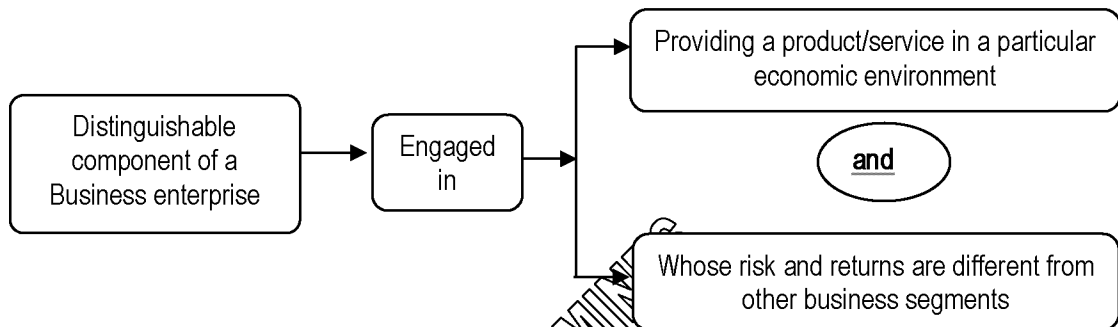 Distinguishable
component of a
Business enterprise
Engaged
in
Providing a product/service in a particular
economic environment
and
Whose risk and returns are different from
other business segments